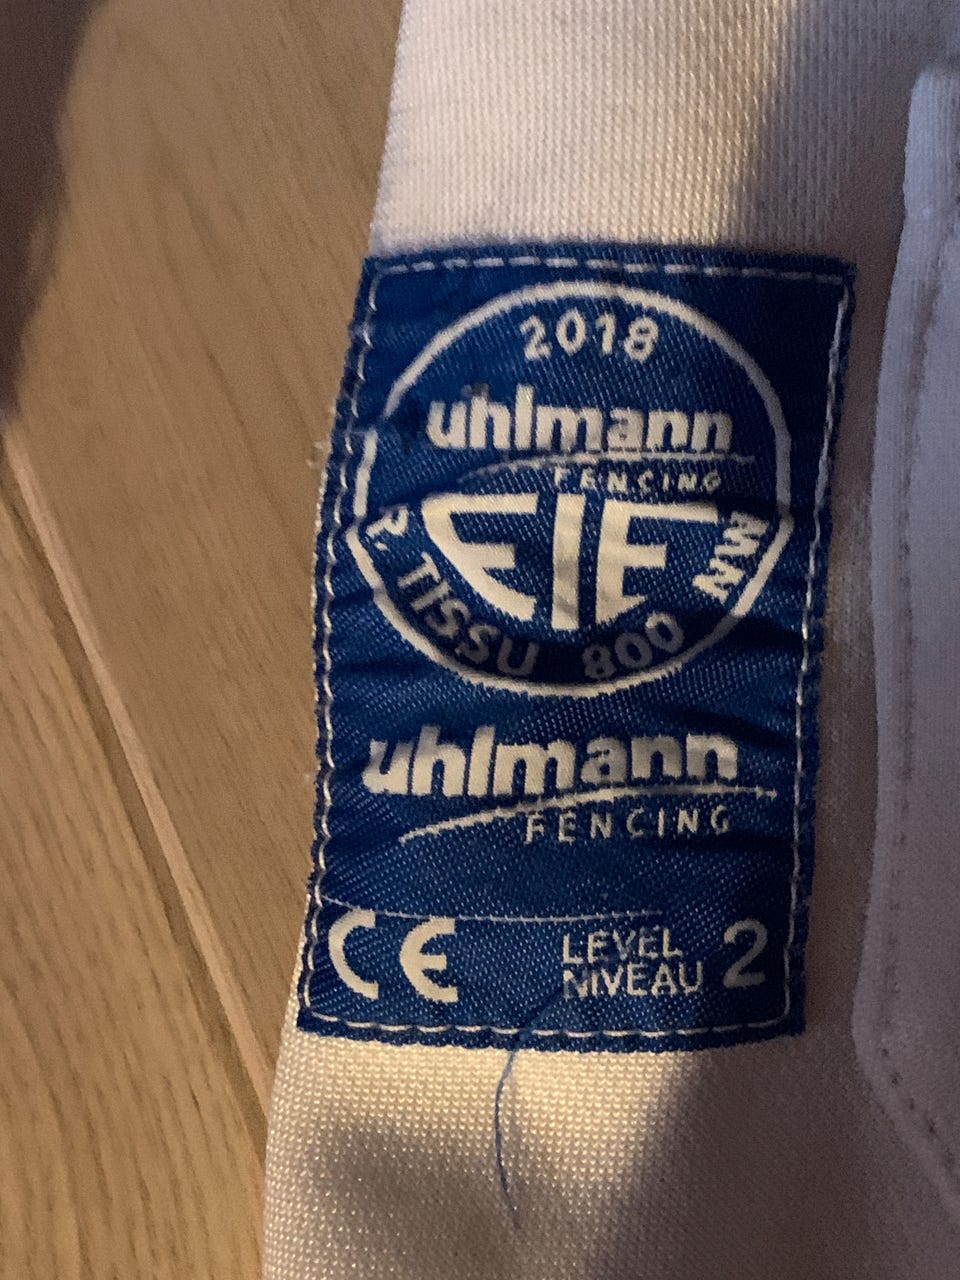 2018
uhlmann
FENCING
FIE
R. TISSU 800 NW
uhlmann
FENCING
CE
LEVEL
NIVEAU 2